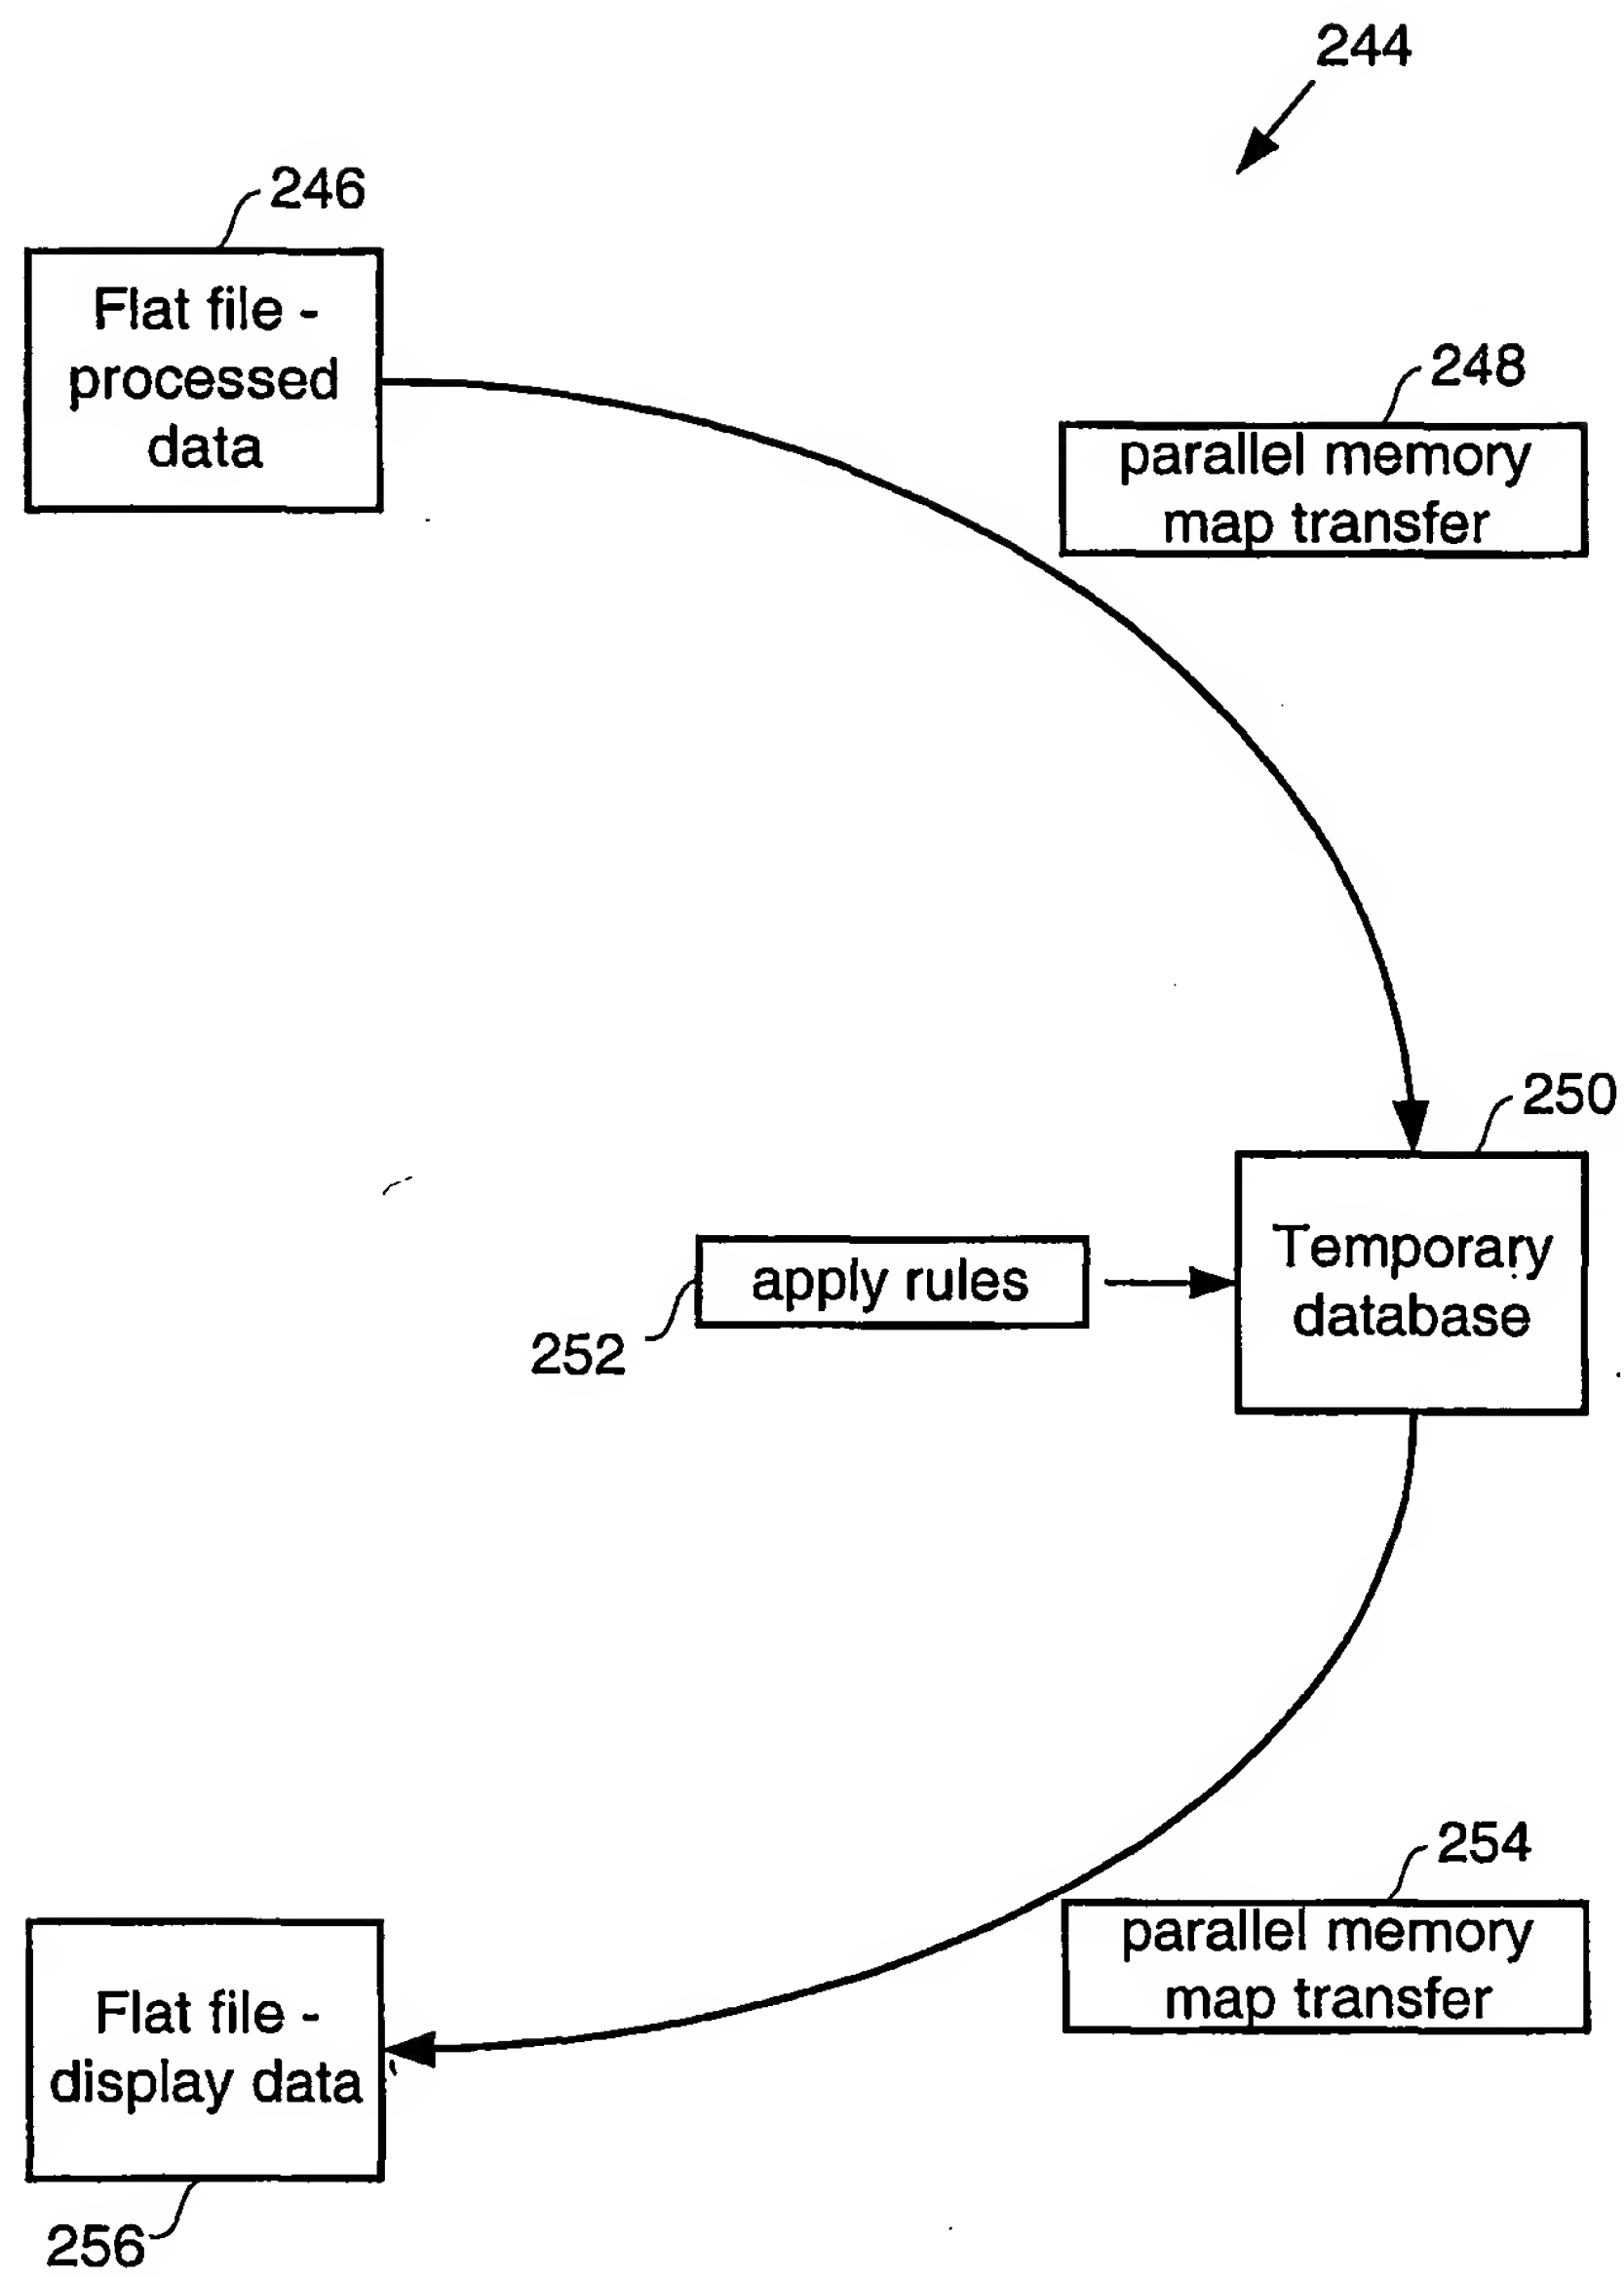 244
246
Flat file -
processed
data
248
parallel memory
map transfer
250
Temporary
database
apply rules
252
254
parallel memory
map transfer
Flat file -
display data
256